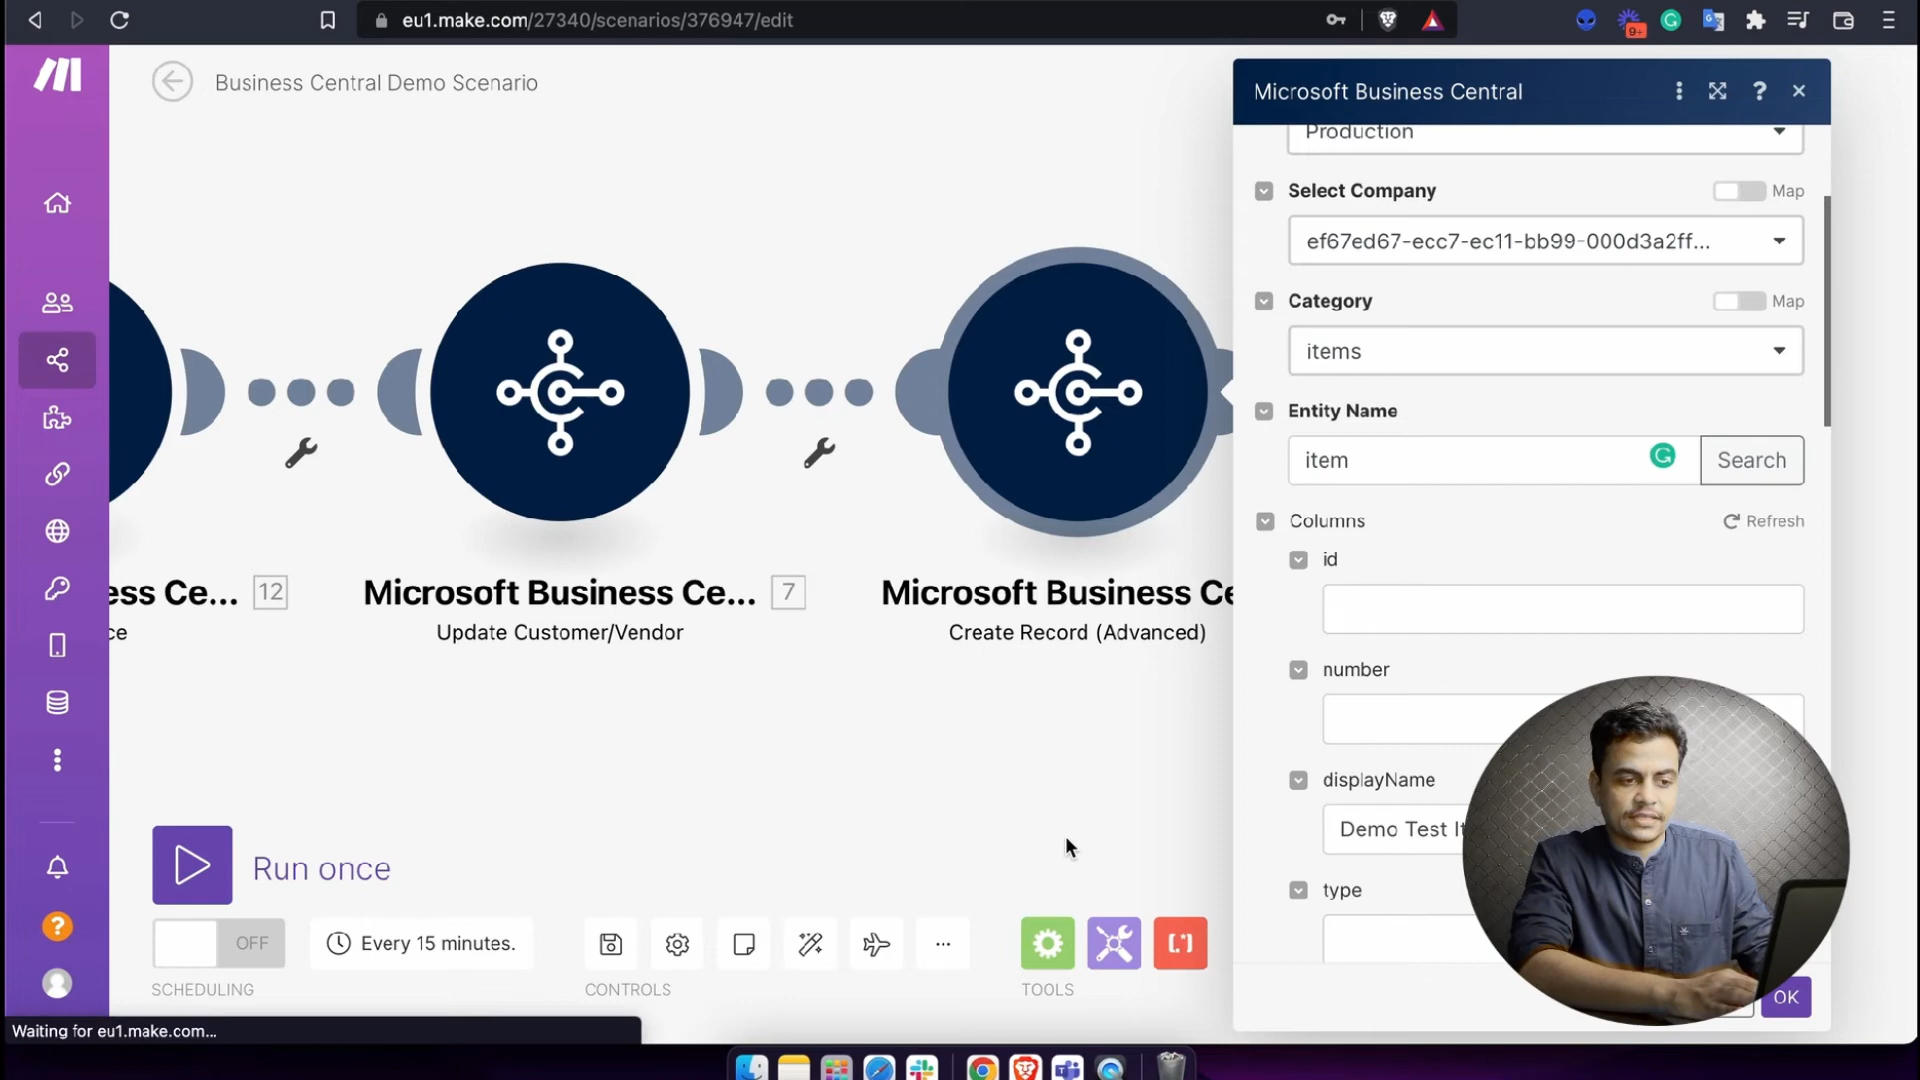 eu1.make.com/27340/scenarios/376947/edit
9+
Business Central Demo Scenario
Microsoft Business Central
?
Production
Select Company
Map
ef67ed67-ecc7-ec11-bb99-000d3a2ff...
Category
Map
items
Entity Name
item
Search
Columns
Refresh
id
number
displayName
Demo Test It
type
OK
ess Ce... 12
ce
Microsoft Business Ce... 7
Update Customer/Vendor
Microsoft Business Ce
Create Record (Advanced)
Run once
OFF
Every 15 minutes.
...
[.*]
SCHEDULING
CONTROLS
TOOLS
?
Waiting for eu1.make.com...